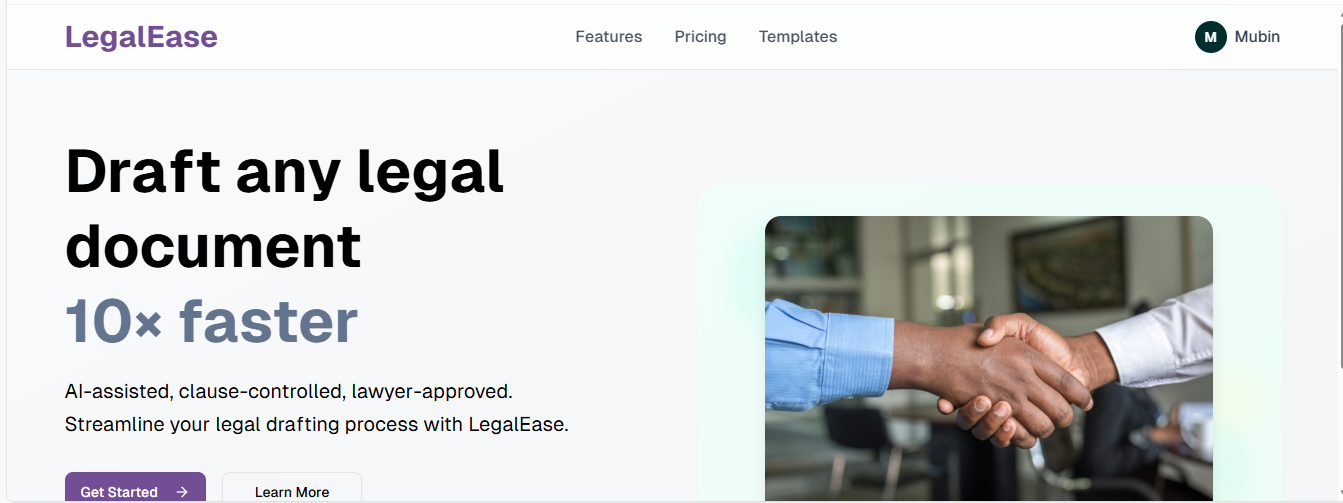 LegalEase
Features
Pricing
Templates
M
Mubin
Draft any legal
document
10× faster
AI-assisted, clause-controlled, lawyer-approved.
Streamline your legal drafting process with LegalEase.
Get Started →
Learn More